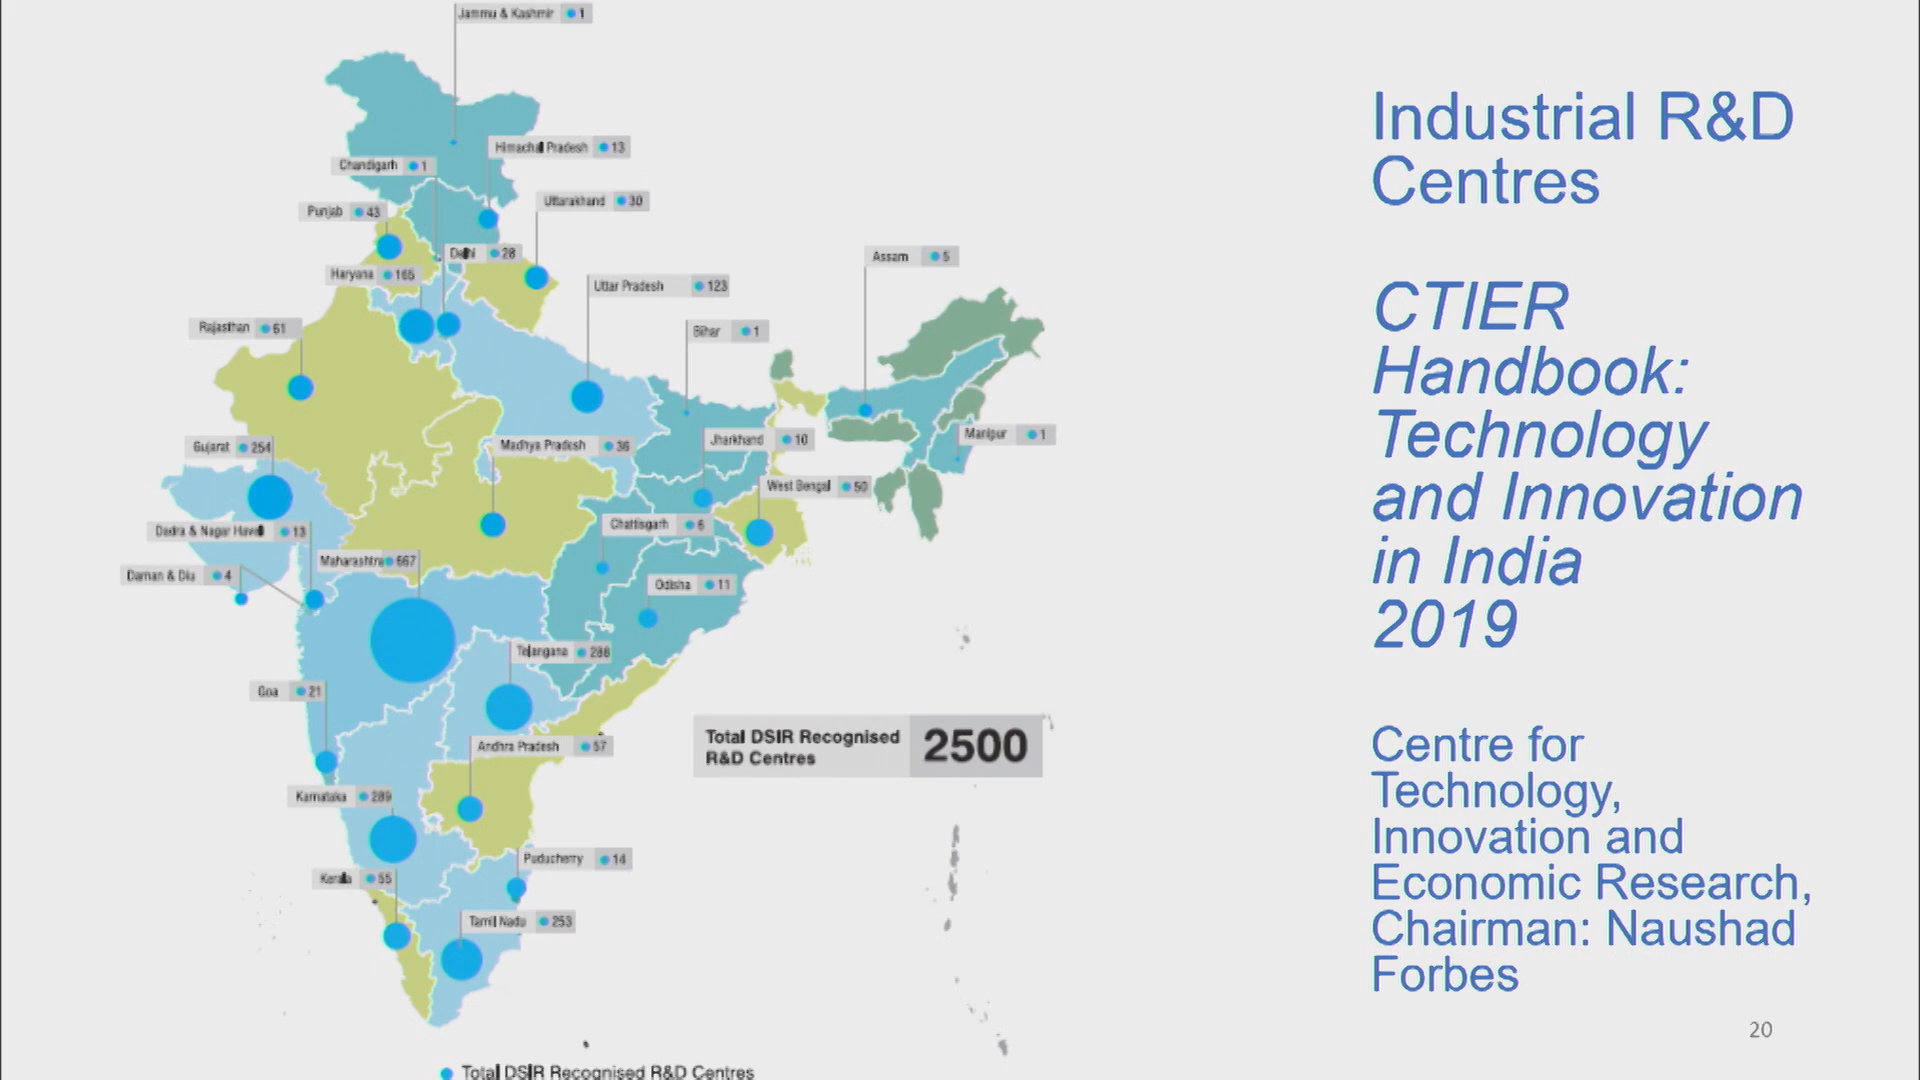 Jammu & Kashmir 1
Himachal Pradesh 13
Chandigarh 1
Uttarakhand 30
Punjab 43
Delhi 28
Haryana 165
Uttar Pradesh 123
Assam 5
Rajasthan 61
Bihar 1
Gujarat 254
Madhya Pradesh 36
Jharkhand 10
Manipur 1
West Bengal 50
Chattisgarh 6
Dadra & Nagar Haveli 13
Maharashtra 667
Daman & Diu 4
Odisha 11
Telangana 288
Goa 21
Andhra Pradesh 57
Karnataka 289
Puducherry 14
Kerala 55
Tamil Nadu 253
Total DSIR Recognised
R&D Centres
2500
Total DSIR Recognised R&D Centres
Industrial R&D
Centres
CTIER
Handbook:
Technology
and Innovation
in India
2019
Centre for
Technology,
Innovation and
Economic Research,
Chairman: Naushad
Forbes
20